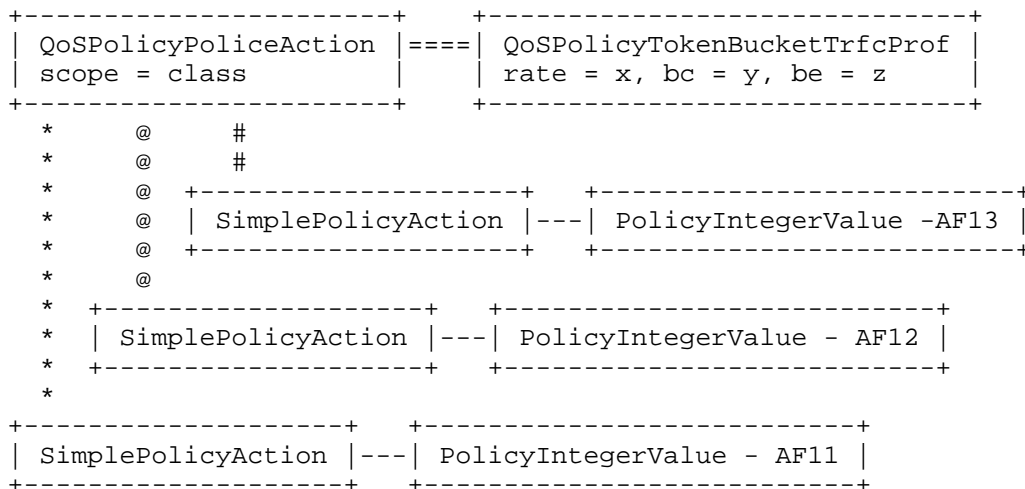 +-----------------------+    +------------------------------+
| QoSPolicyPoliceAction |====| QoSPolicyTokenBucketTrfcProf |
| scope = class         |    | rate = x, bc = y, be = z     |
+-----------------------+    +------------------------------+
  *     @     #
  *     @     #
  *     @  +--------------------+   +--------------------------+
  *     @  | SimplePolicyAction |---| PolicyIntegerValue -AF13 |
  *     @  +--------------------+   +--------------------------+
  *     @
  *  +--------------------+   +---------------------------+
  *  | SimplePolicyAction |---| PolicyIntegerValue - AF12 |
  *  +--------------------+   +---------------------------+
  *
+--------------------+   +---------------------------+
| SimplePolicyAction |---| PolicyIntegerValue - AF11 |
+--------------------+   +---------------------------+